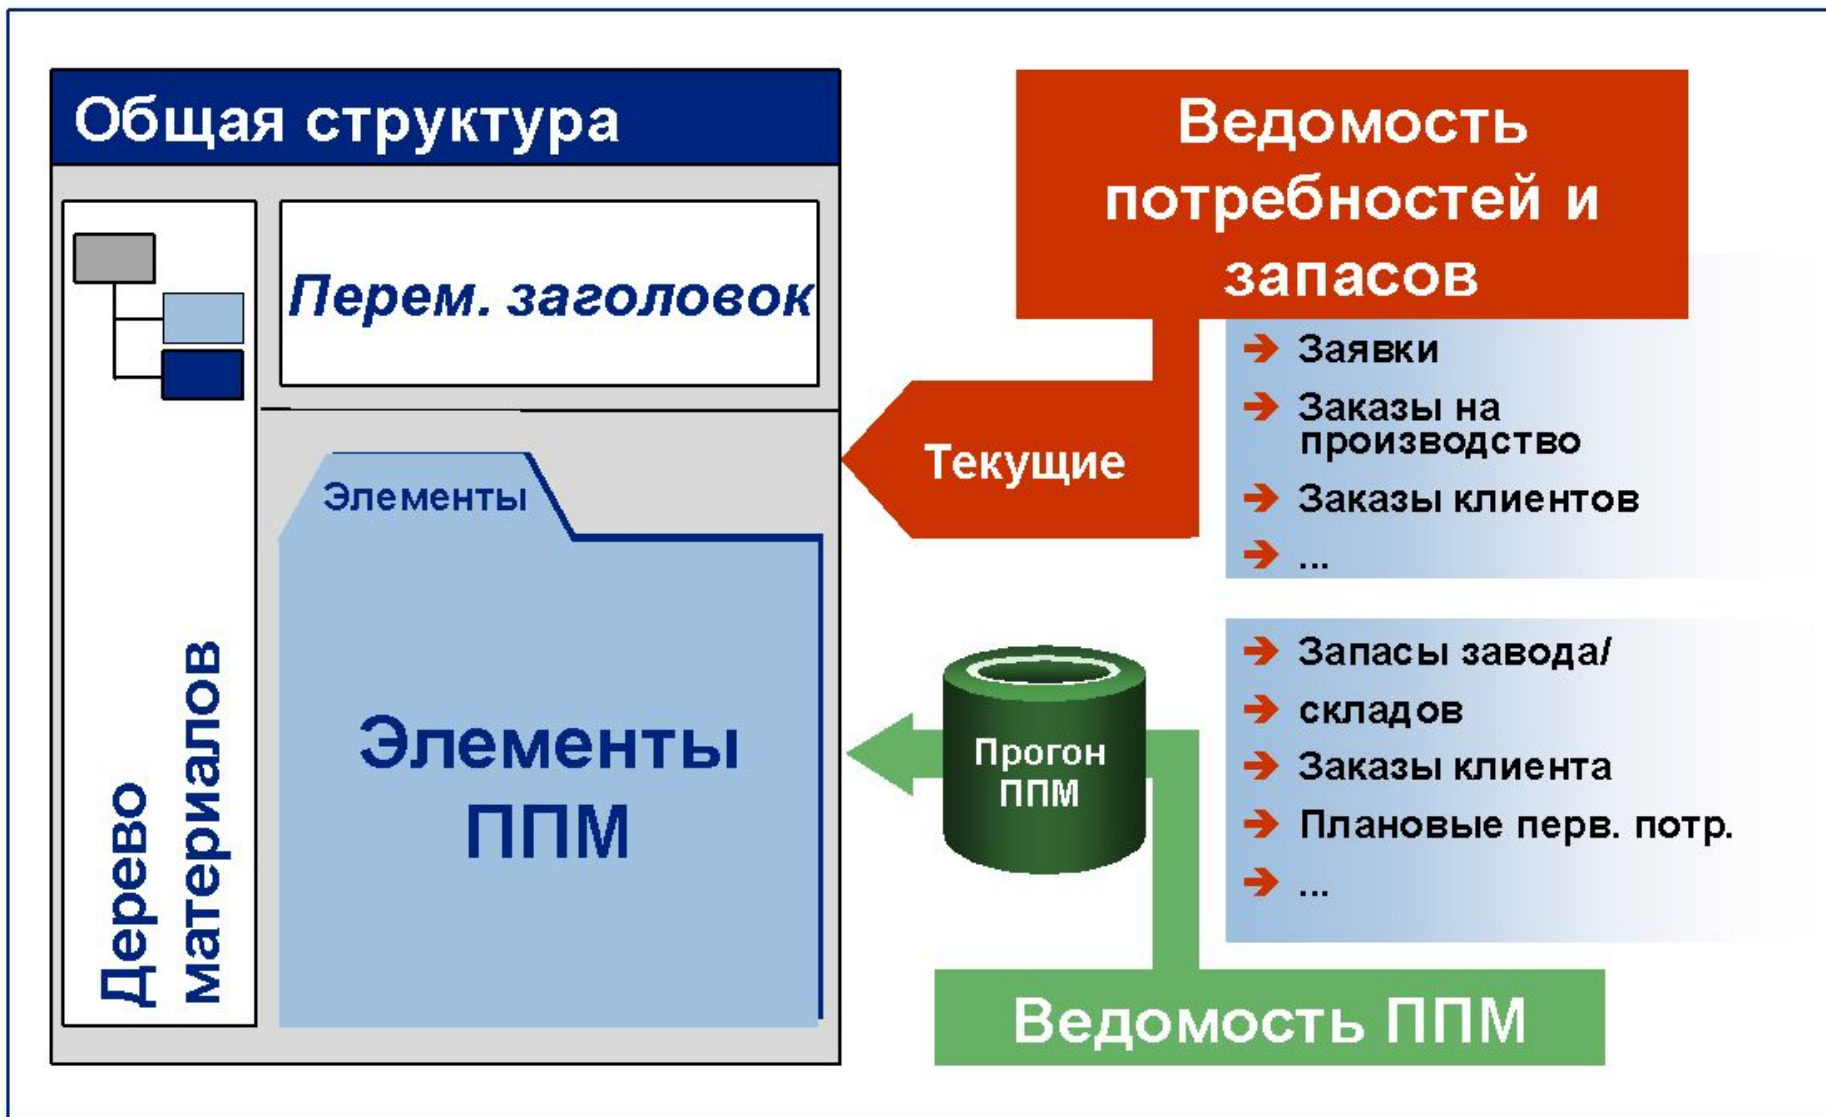 Общая структура
Перем. заголовок
Дерево
материалов
Элементы
Элементы
ППМ
Ведомость
потребностей и
запасов
Текущие
Заявки
Заказы на
производство
Заказы клиентов
...
Прогон
ППМ
Запасы завода/
складов
Заказы клиента
Плановые перв. потр.
...
Ведомость ППМ